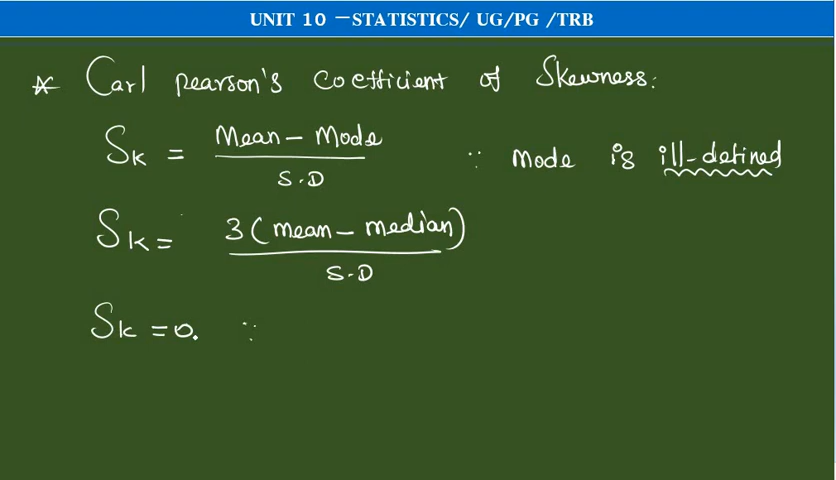 UNIT 10 – STATISTICS/ UG/PG /TRB
* Carl pearson's Coefficient of Skewness:
Sk = Mean – Mode / S.D ∵ Mode is ill-defined
Sk = 3(mean – median) / S.D
Sk = 0. ∵